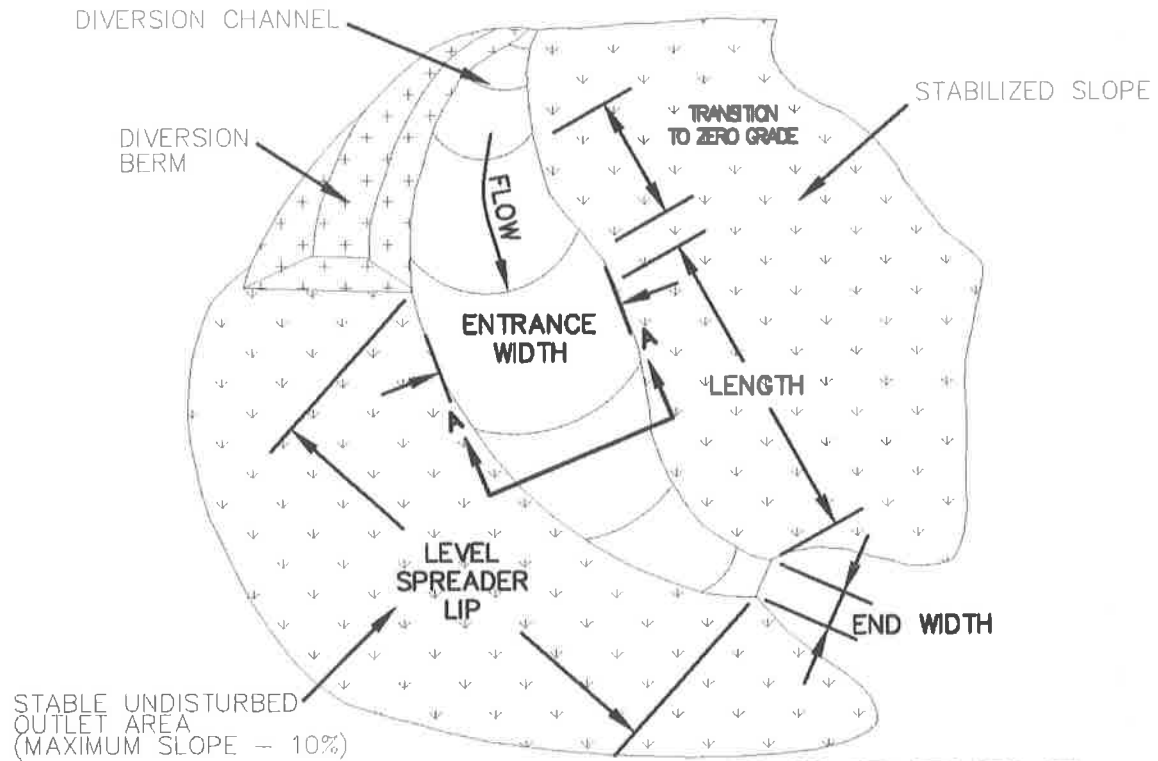 DIVERSION CHANNEL
STABILIZED SLOPE
TRANSITION
TO ZERO GRADE
DIVERSION
BERM
FLOW
ENTRANCE
WIDTH
A
LENGTH
A
LEVEL
SPREADER
LIP
END WIDTH
STABLE UNDISTURBED
OUTLET AREA
(MAXIMUM SLOPE – 10%)